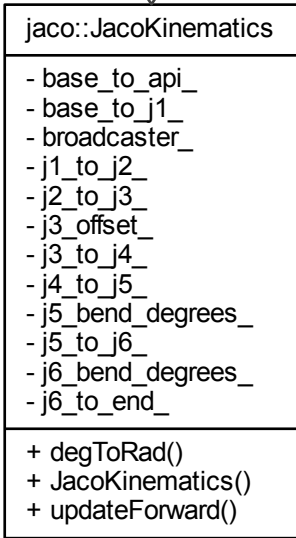 jaco::JacoKinematics
- base_to_api_
- base_to_j1_
- broadcaster_
- j1_to_j2_
- j2_to_j3_
- j3_offset_
- j3_to_j4_
- j4_to_j5_
- j5_bend_degrees_
- j5_to_j6_
- j6_bend_degrees_
- j6_to_end_
+ degToRad()
+ JacoKinematics()
+ updateForward()